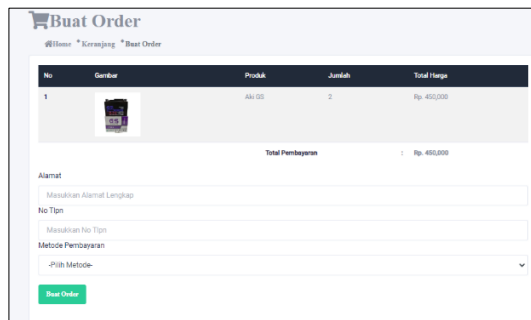 Buat Order
Home * Keranjang * Buat Order
No Gambar Produk Jumlah Total Harga
1 GS Aki GS Rp. 450,000
Total Pembayaran : Rp. 450,000
Alamat
Masukkan Alamat Lengkap
No Tlpn
Masukkan No Tlpn
Metode Pembayaran
-Pilih Metode-
Buat Order